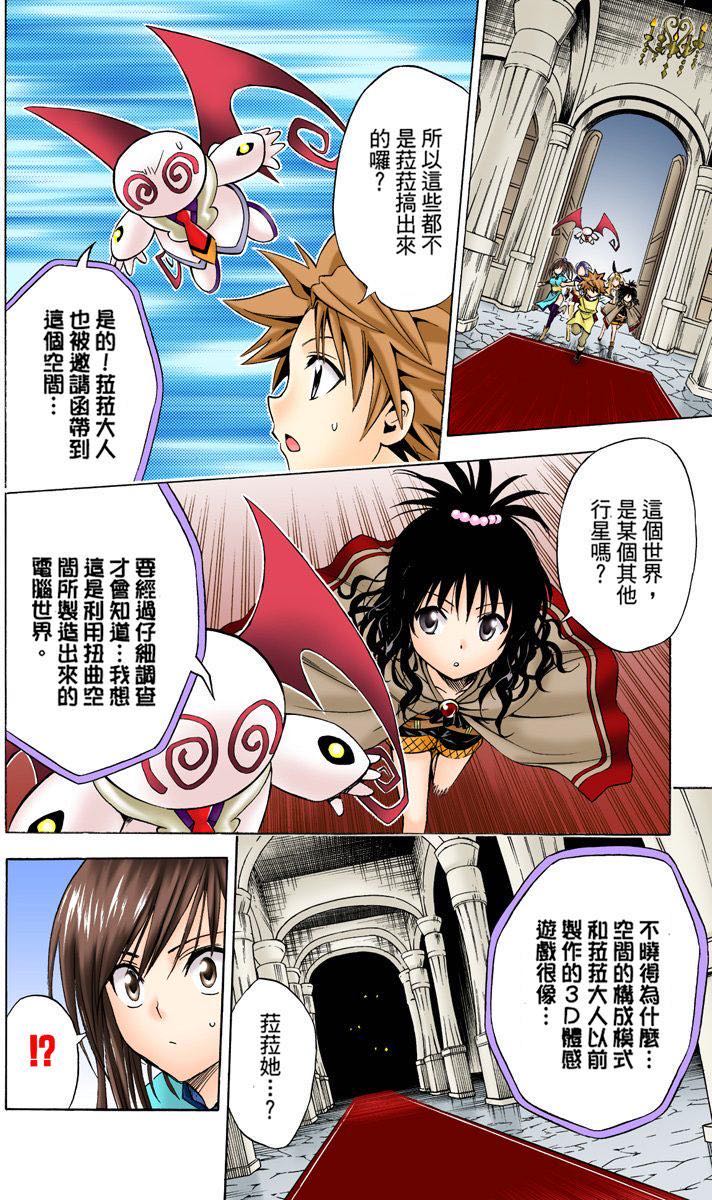 所以這些都不
是菈菈搞出來
的囉？
是的！菈菈大人
也被邀請函帶到
這個空間…
這個世界，
是某個其他
行星嗎？
要經過仔細調查
才會知道…我想
這是利用扭曲空
間所製造出來的
電腦世界。
不曉得為什麼…
空間的構成模式
和菈菈大人以前
製作的3D體感
遊戲很像…
菈菈她…？
!?